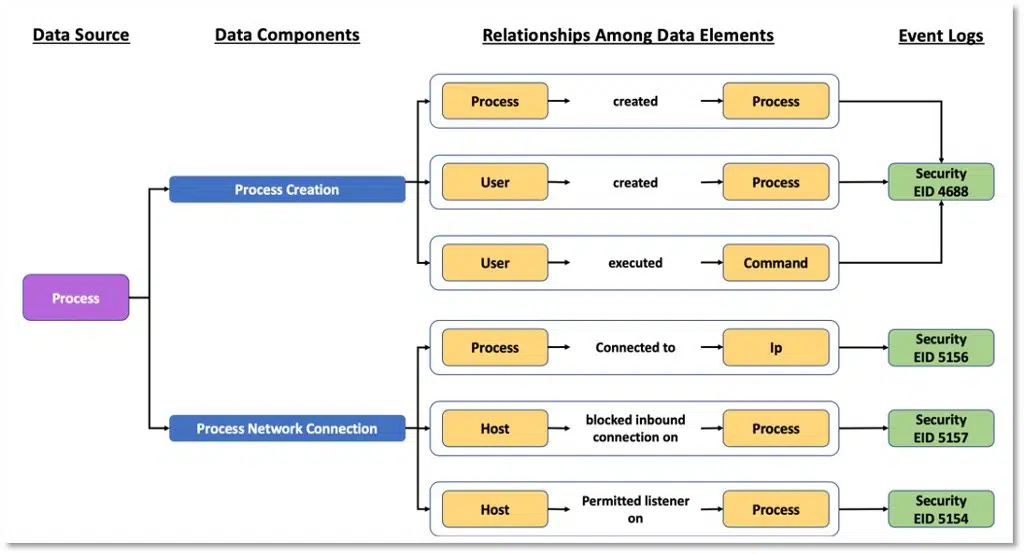 Data Source
Data Components
Relationships Among Data Elements
Event Logs
Process
created
Process
Process Creation
User
created
Process
Security
EID 4688
User
executed
Command
Process
Process
Connected to
Ip
Security
EID 5156
Process Network Connection
Host
blocked inbound
connection on
Process
Security
EID 5157
Host
Permitted listener
on
Process
Security
EID 5154